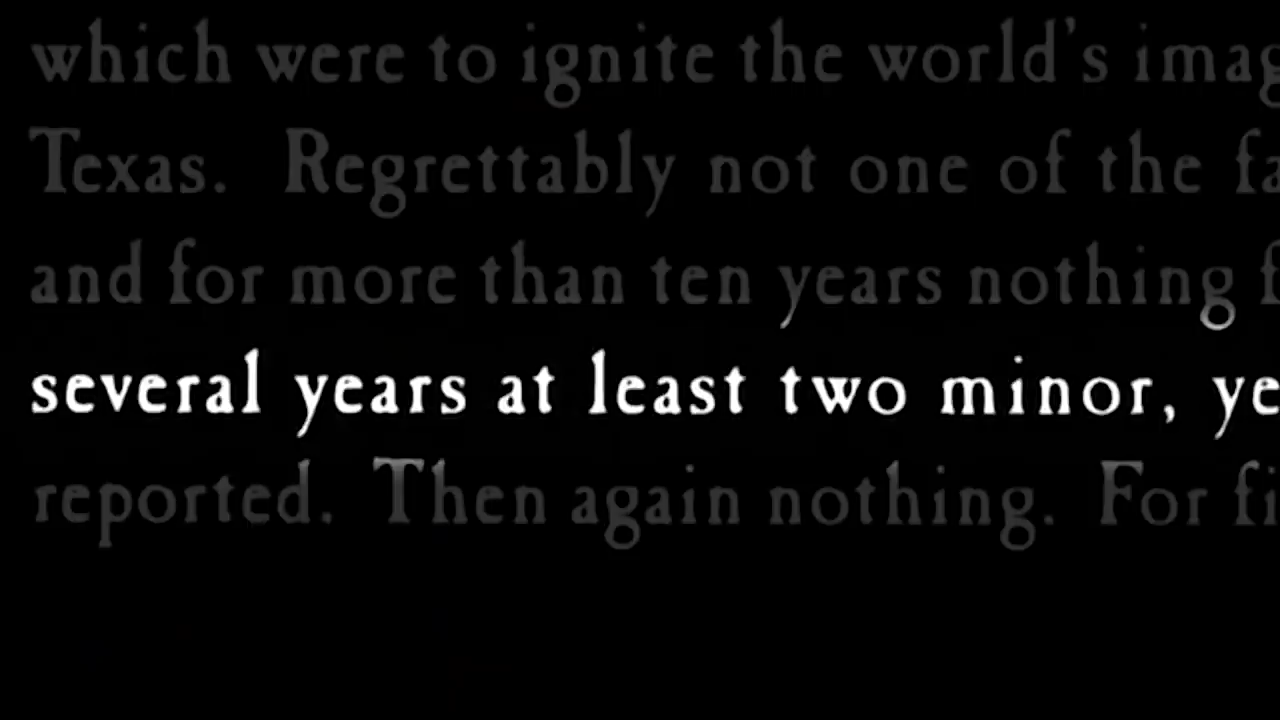 which were to ignite the world's imag
Texas. Regrettably not one of the fa
and for more than ten years nothing f
several years at least two minor, ye
reported. Then again nothing. For fi